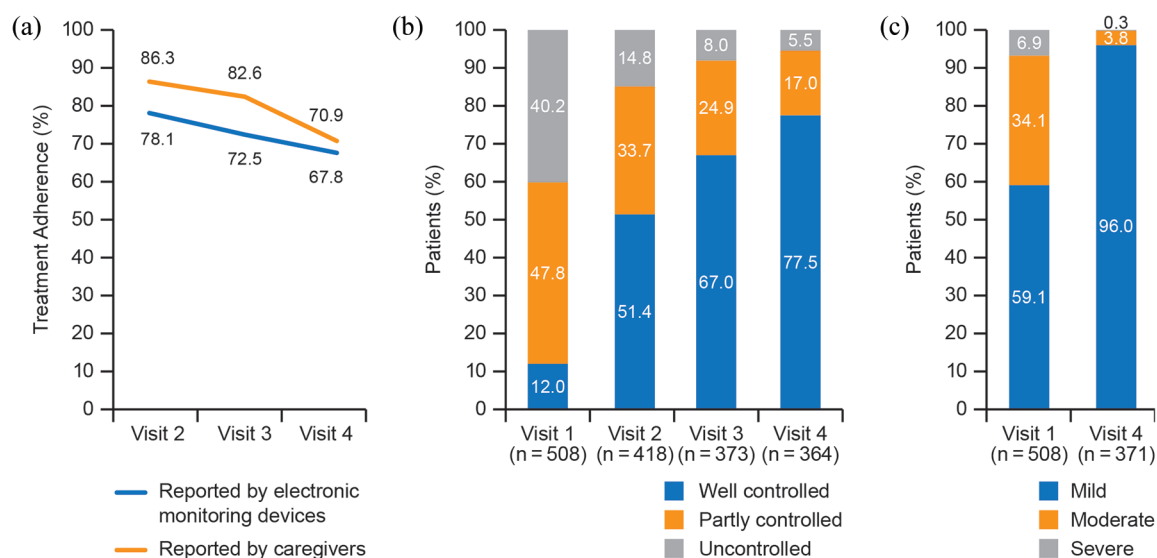 (a)
Treatment Adherence (%)
100
90
80
70
60
50
40
30
20
10
0
86.3
82.6
70.9
78.1
72.5
67.8
Visit 2
Visit 3
Visit 4
Reported by electronic
monitoring devices
Reported by caregivers
(b)
Patients (%)
100
90
80
70
60
50
40
30
20
10
0
40.2
47.8
12.0
14.8
33.7
51.4
8.0
24.9
67.0
5.5
17.0
77.5
Visit 1
(n = 508)
Visit 2
(n = 418)
Visit 3
(n = 373)
Visit 4
(n = 364)
Well controlled
Partly controlled
Uncontrolled
(c)
Patients (%)
100
90
80
70
60
50
40
30
20
10
0
6.9
34.1
59.1
0.3
3.8
96.0
Visit 1
(n = 508)
Visit 4
(n = 371)
Mild
Moderate
Severe